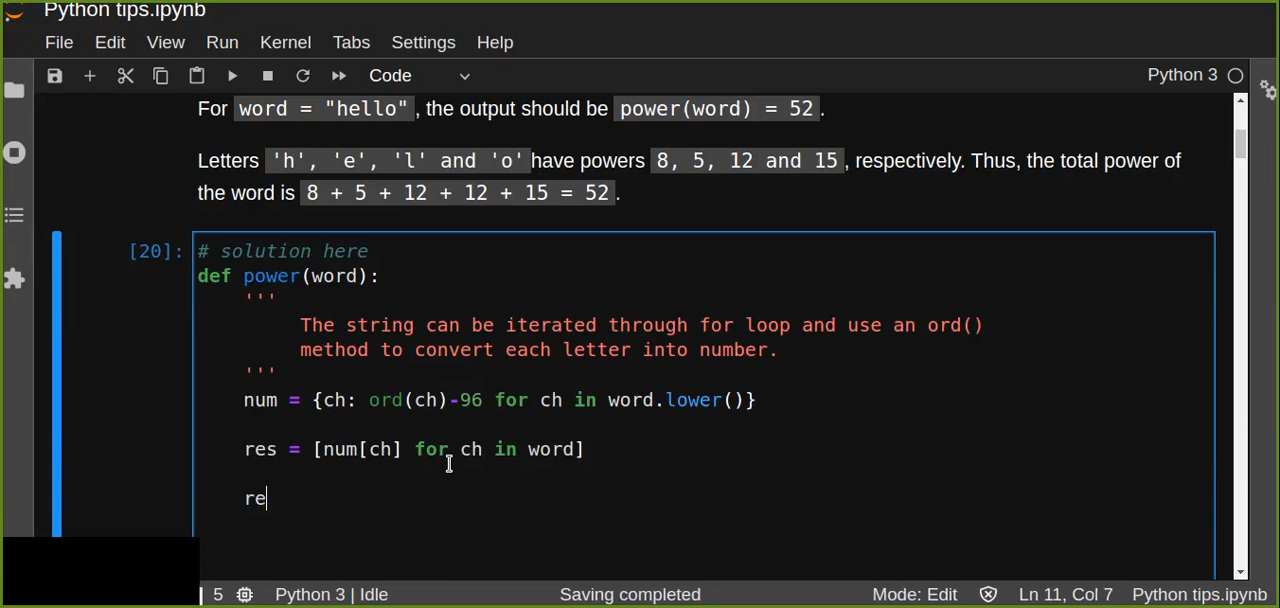 Python tips.ipynb
File Edit View Run Kernel Tabs Settings Help
Code Python 3
For word = "hello", the output should be power(word) = 52.
Letters 'h', 'e', 'l' and 'o' have powers 8, 5, 12 and 15, respectively. Thus, the total power of
the word is 8 + 5 + 12 + 12 + 15 = 52.
[20]: # solution here
def power(word):
'''
The string can be iterated through for loop and use an ord()
method to convert each letter into number.
'''
num = {ch: ord(ch)-96 for ch in word.lower()}
res = [num[ch] for ch in word]
re
5 Python 3 | Idle Saving completed Mode: Edit Ln 11, Col 7 Python tips.ipynb